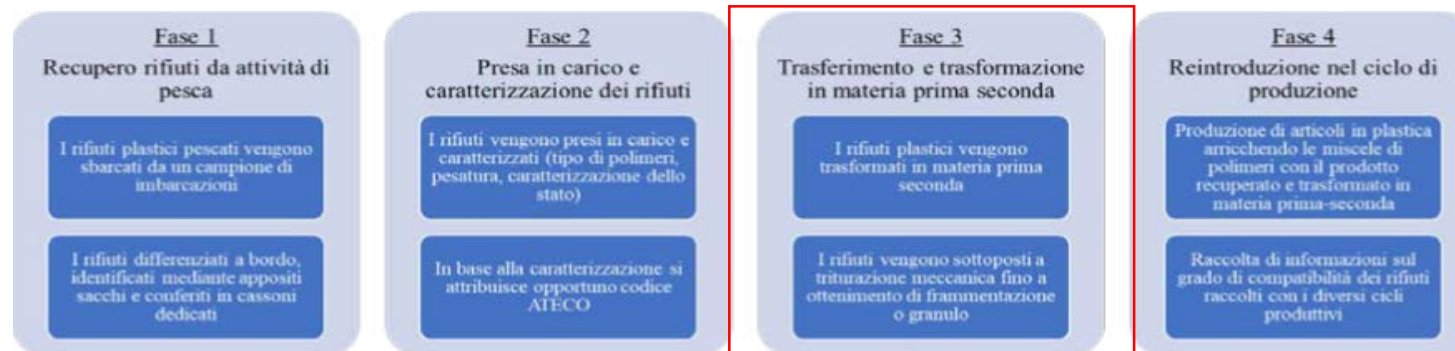 Fase 1
Recupero rifiuti da attività di
pesca
I rifiuti plastici pescati vengono
sbarcati da un campione di
imbarcazioni
I rifiuti differenziati a bordo,
identificati mediante appositi
sacchi e conferiti in cassoni
dedicati
Fase 2
Presa in carico e
caratterizzazione dei rifiuti
I rifiuti vengono presi in carico e
caratterizzati (tipo di polimeri,
pesatura, caratterizzazione dello
stato)
In base alla caratterizzazione si
attribuisce opportuno codice
ATECO
Fase 3
Trasferimento e trasformazione
in materia prima seconda
I rifiuti plastici vengono
trasformati in materia prima
seconda
I rifiuti vengono sottoposti a
triturazione meccanica fino a
ottenimento di frammentazione
o granulo
Fase 4
Reintroduzione nel ciclo di
produzione
Produzione di articoli in plastica
arricchendo le miscele di
polimeri con il prodotto
recuperato e trasformato in
materia prima-seconda
Raccolta di informazioni sul
grado di compatibilità dei rifiuti
raccolti con i diversi cicli
produttivi